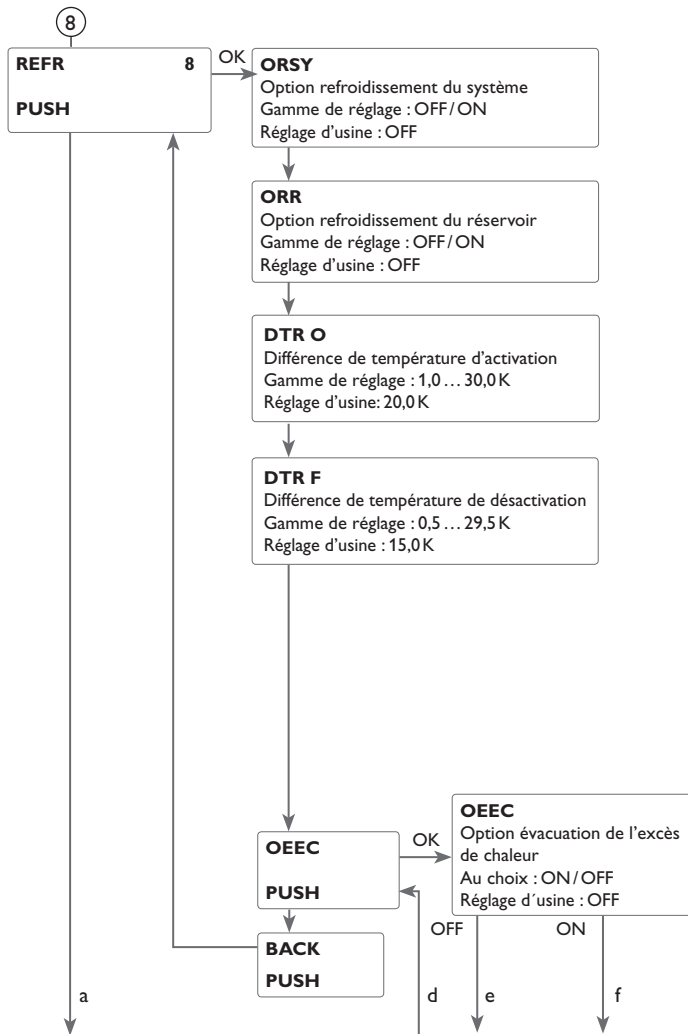 8
REFR 8
PUSH
OK
ORSY
Option refroidissement du système
Gamme de réglage : OFF/ON
Réglage d'usine : OFF
ORR
Option refroidissement du réservoir
Gamme de réglage : OFF/ON
Réglage d'usine : OFF
DTR O
Différence de température d'activation
Gamme de réglage : 1,0 … 30,0 K
Réglage d'usine: 20,0 K
DTR F
Différence de température de désactivation
Gamme de réglage : 0,5 … 29,5 K
Réglage d'usine : 15,0 K
OEEC
PUSH
OK
OEEC
Option évacuation de l'excès
de chaleur
Au choix : ON/OFF
Réglage d´usine : OFF
BACK
PUSH
OFF
ON
a
d
e
f